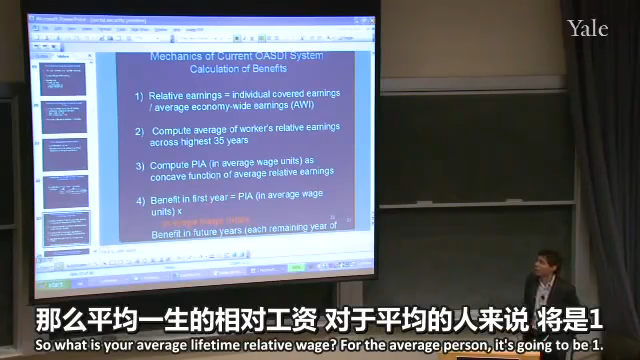 Yale
Mechanics of Current OASDI System
Calculation of Benefits
1) Relative earnings = individual covered earnings
/ average economy-wide earnings (AWI)
2) Compute average of worker's relative earnings
across highest 35 years
3) Compute PIA (in average wage units) as
concave function of average relative earnings
4) Benefit in first year = PIA (in average wage
units) x
Benefit in future years (each remaining year of
start
那么平均一生的相对工资 对于平均的人来说 将是1
So what is your average lifetime relative wage? For the average person, it's going to be 1.